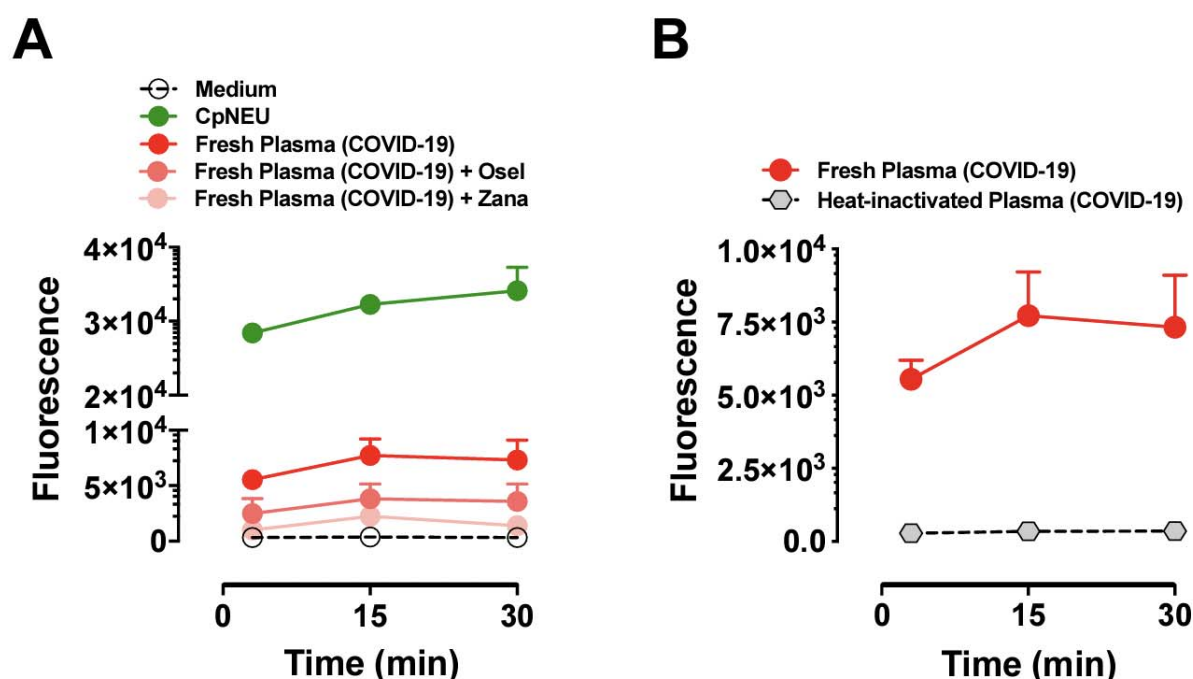 A
Medium
CpNEU
Fresh Plasma (COVID-19)
Fresh Plasma (COVID-19) + Osel
Fresh Plasma (COVID-19) + Zana
Fluorescence
4×10⁴
3×10⁴
2×10⁴
1×10⁴
5×10³
0
0 15 30
Time (min)
B
Fresh Plasma (COVID-19)
Heat-inactivated Plasma (COVID-19)
Fluorescence
1.0×10⁴
7.5×10³
5.0×10³
2.5×10³
0.0
0 15 30
Time (min)